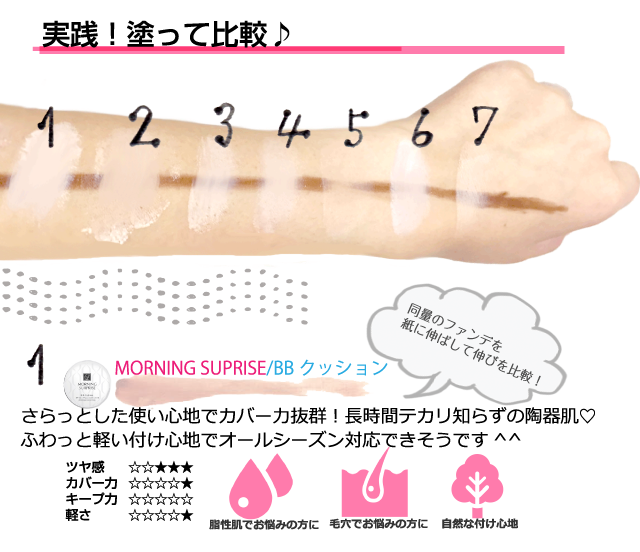 実践！塗って比較♪
1 2 3 4 5 6 7
同量のファンデを
紙に伸ばして伸びを比較！
1
MORNING SUPRISE
MORNING SUPRISE/BB クッション
さらっとした使い心地でカバー力抜群！長時間テカリ知らずの陶器肌♡
ふわっと軽い付け心地でオールシーズン対応できそうです ^^
ツヤ感 ☆☆★★★
カバー力 ☆☆☆☆★
キープ力 ☆☆☆☆☆
軽さ ☆☆☆☆★
脂性肌でお悩みの方に 毛穴でお悩みの方に 自然な付け心地